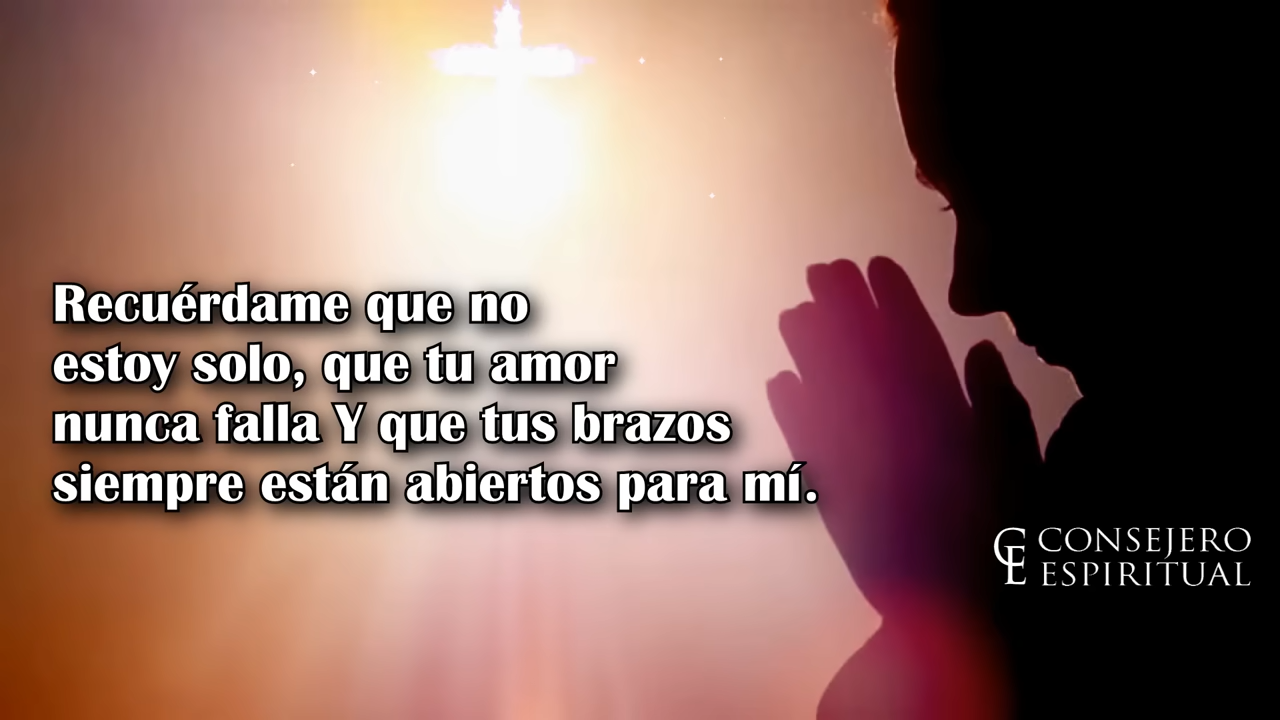 Recuérdame que no
estoy solo, que tu amor
nunca falla Y que tus brazos
siempre están abiertos para mí.
CE CONSEJERO
ESPIRITUAL